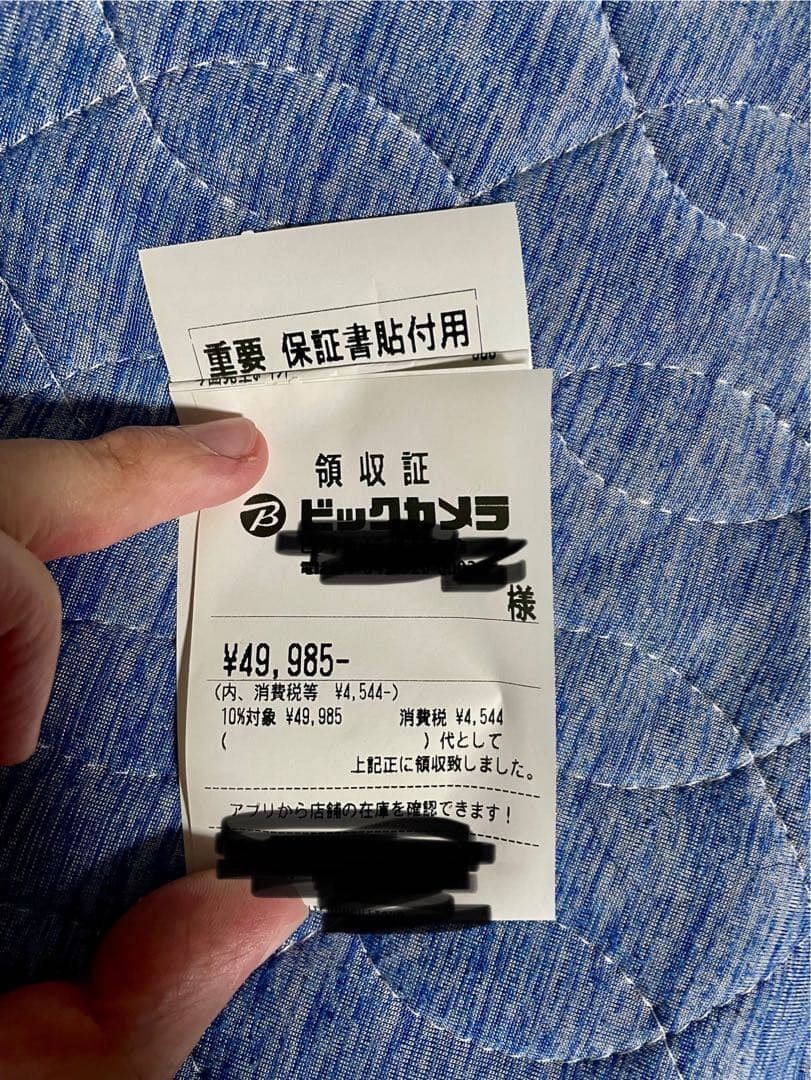 重要 保証書貼付用
領収証
B ビックカメラ
様
¥49,985-
(内、消費税等 ¥4,544-)
10%対象 ¥49,985 消費税 ¥4,544
( )代として
上記正に領収致しました。
アプリから店舗の在庫を確認できます!